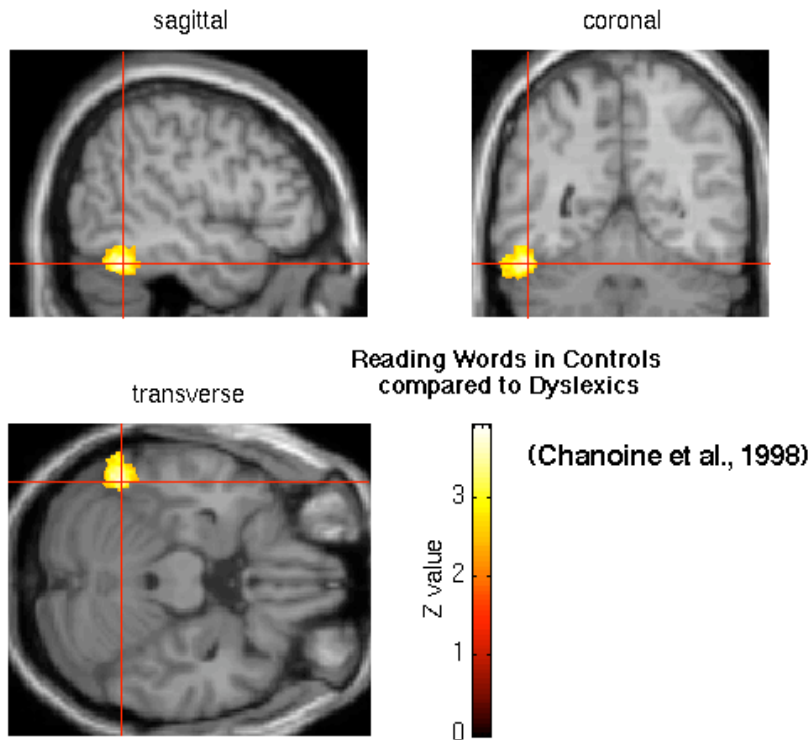 sagittal
coronal
Reading Words in Controls
compared to Dyslexics
transverse
(Chanoine et al., 1998)
3
2
1
0
Z value